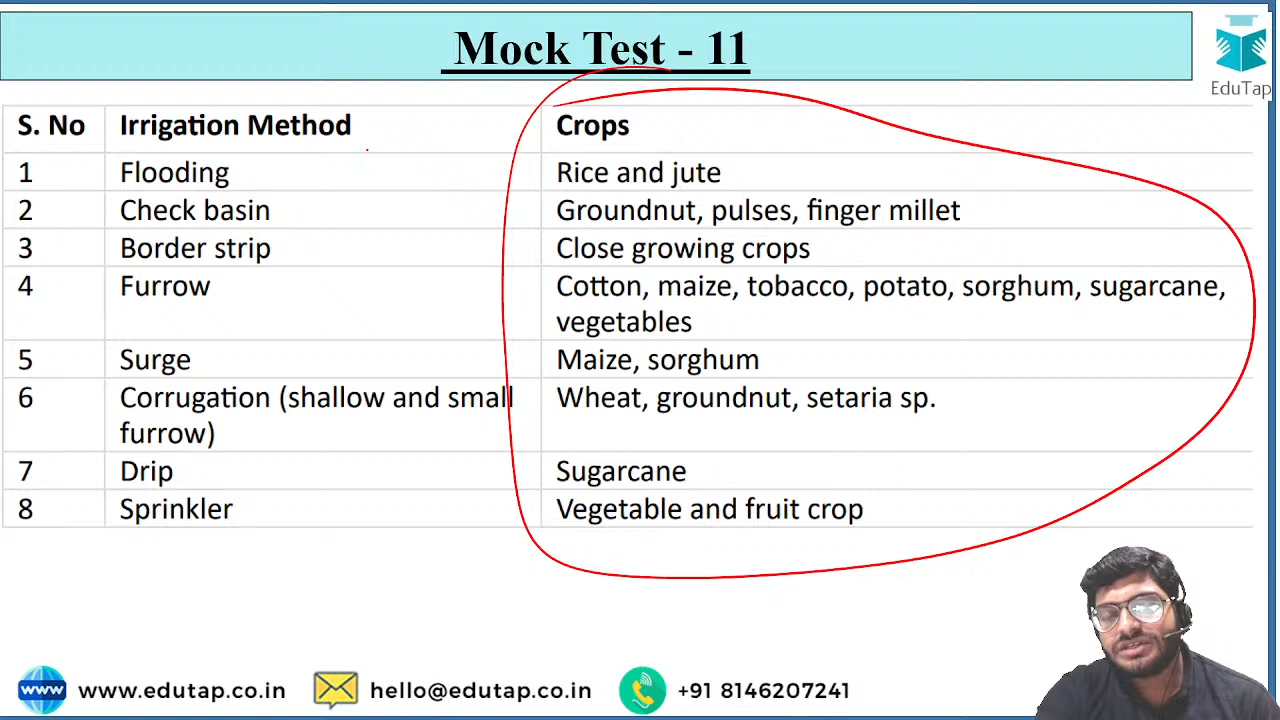 Mock Test - 11
EduTap
S. No Irrigation Method Crops
1 Flooding Rice and jute
2 Check basin Groundnut, pulses, finger millet
3 Border strip Close growing crops
4 Furrow Cotton, maize, tobacco, potato, sorghum, sugarcane,
vegetables
5 Surge Maize, sorghum
6 Corrugation (shallow and small Wheat, groundnut, setaria sp.
furrow)
7 Drip Sugarcane
8 Sprinkler Vegetable and fruit crop
www www.edutap.co.in hello@edutap.co.in +91 8146207241